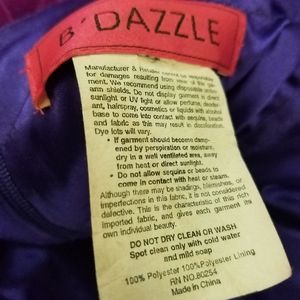 B'DAZZLE
Manufacturer & Retailer cannot be responsible
for damages resulting from wear of this gar-
ment. We recommend using disposable under-
arm shields. Do not display garment in direct
sunlight or UV light or allow perfume, deodor-
ant, hairspray, cosmetics or liquids with alcohol
base to come into contact with sequins, beads
and fabric as this may result in discoloration.
Dye lots will vary.
• If garment should become damp-
ened by perspiration or moisture,
dry in a well ventilated area, away
from heat or direct sunlight.
• Do not allow sequins or beads to
come in contact with heat or steam.
Although there may be shadings, blemishes, or
imperfections in this fabric, it is not considered
defective. This is the characteristic of this rich
imported fabric, and gives each garment its
own individual beauty.
DO NOT DRY CLEAN OR WASH
Spot clean only with cold water
and mild soap
100% Polyester 100% Polyester Lining
RN NO.80254
Made in China